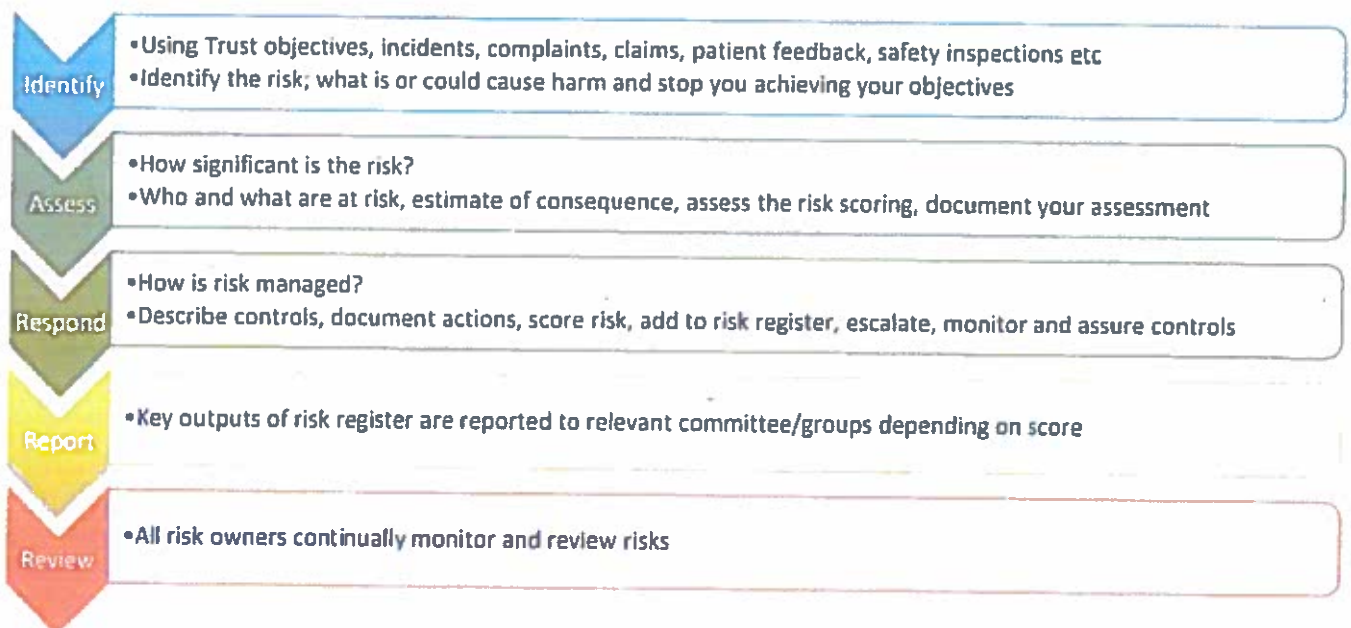 Identify
•Using Trust objectives, incidents, complaints, claims, patient feedback, safety inspections etc
•Identify the risk; what is or could cause harm and stop you achieving your objectives
Assess
•How significant is the risk?
•Who and what are at risk, estimate of consequence, assess the risk scoring, document your assessment
Respond
•How is risk managed?
•Describe controls, document actions, score risk, add to risk register, escalate, monitor and assure controls
Report
•Key outputs of risk register are reported to relevant committee/groups depending on score
Review
•All risk owners continually monitor and review risks